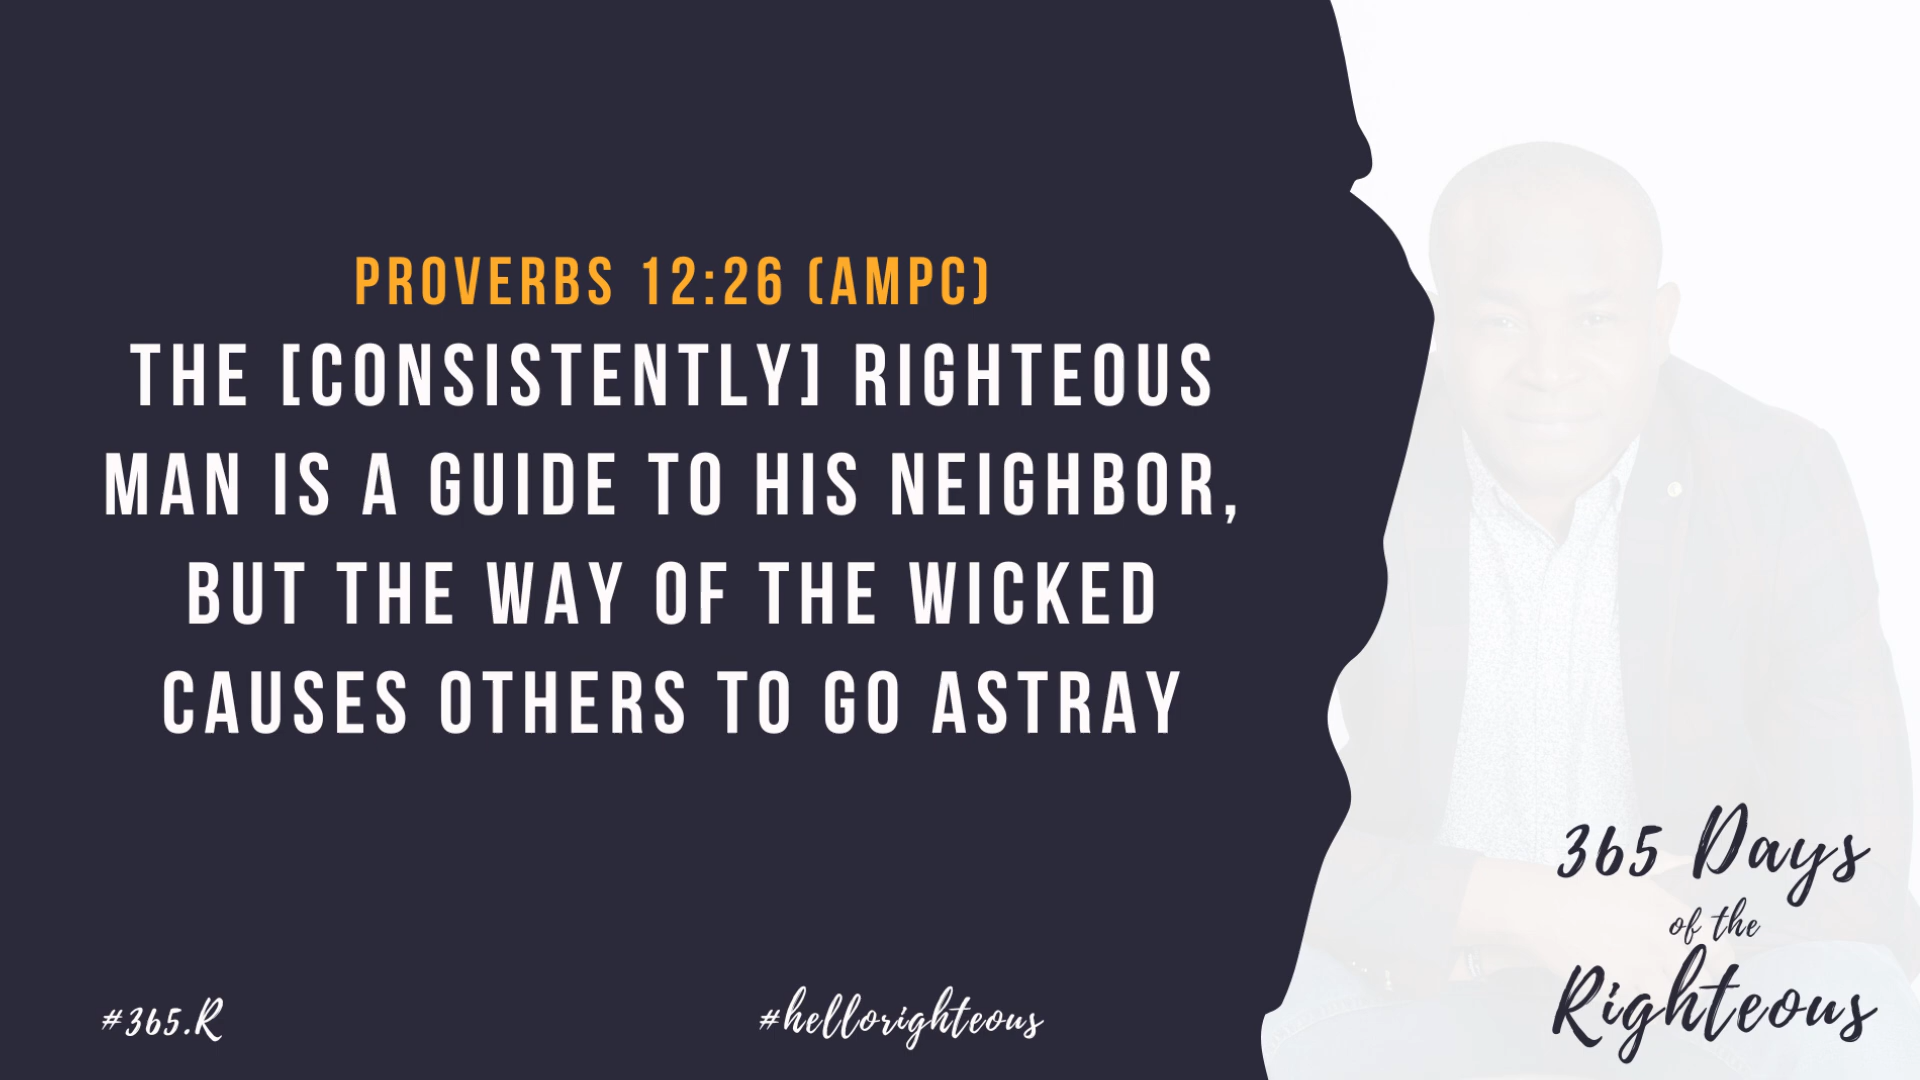 PROVERBS 12:26 (AMPC)
THE [CONSISTENTLY] RIGHTEOUS
MAN IS A GUIDE TO HIS NEIGHBOR,
BUT THE WAY OF THE WICKED
CAUSES OTHERS TO GO ASTRAY
365 Days
of the
Righteous
#365.R
#hellorighteous